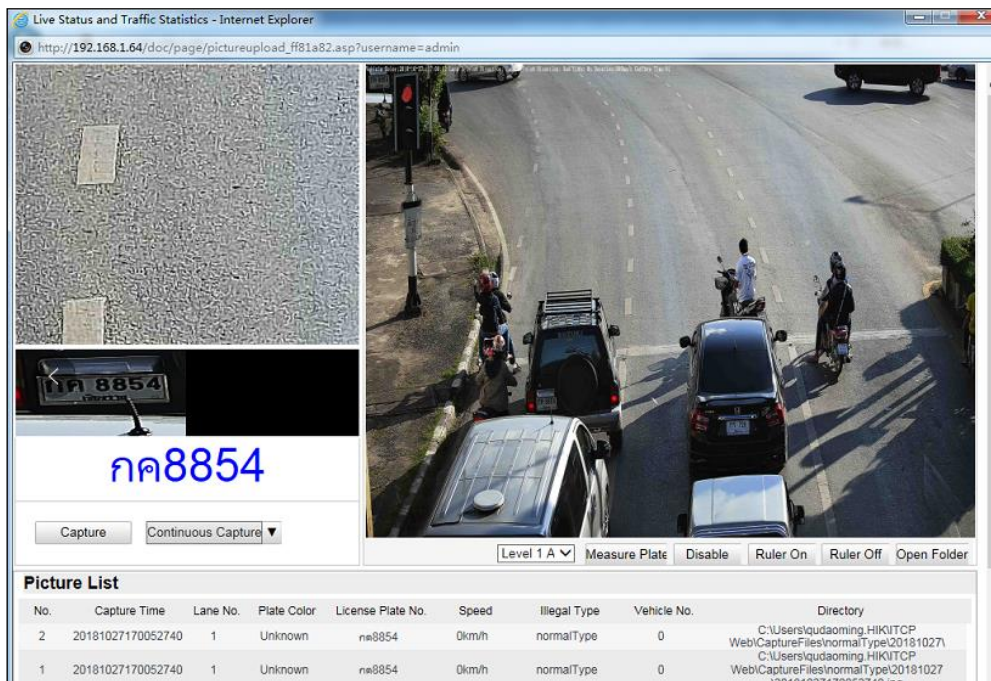 Live Status and Traffic Statistics - Internet Explorer
http://192.168.1.64/doc/page/pictureupload_ff81a82.asp?username=admin
กค 8854
กค8854
Capture
Continuous Capture ▼
Level 1 A
Measure Plate
Disable
Ruler On
Ruler Off
Open Folder
Picture List
No. Capture Time Lane No. Plate Color License Plate No. Speed Illegal Type Vehicle No. Directory
2 20181027170052740 1 Unknown กค8854 0km/h normalType 0 C:\Users\qudaoming.HIK\ITCP
Web\CaptureFiles\normalType\20181027\
1 20181027170052740 1 Unknown กค8854 0km/h normalType 0 C:\Users\qudaoming.HIK\ITCP
Web\CaptureFiles\normalType\20181027